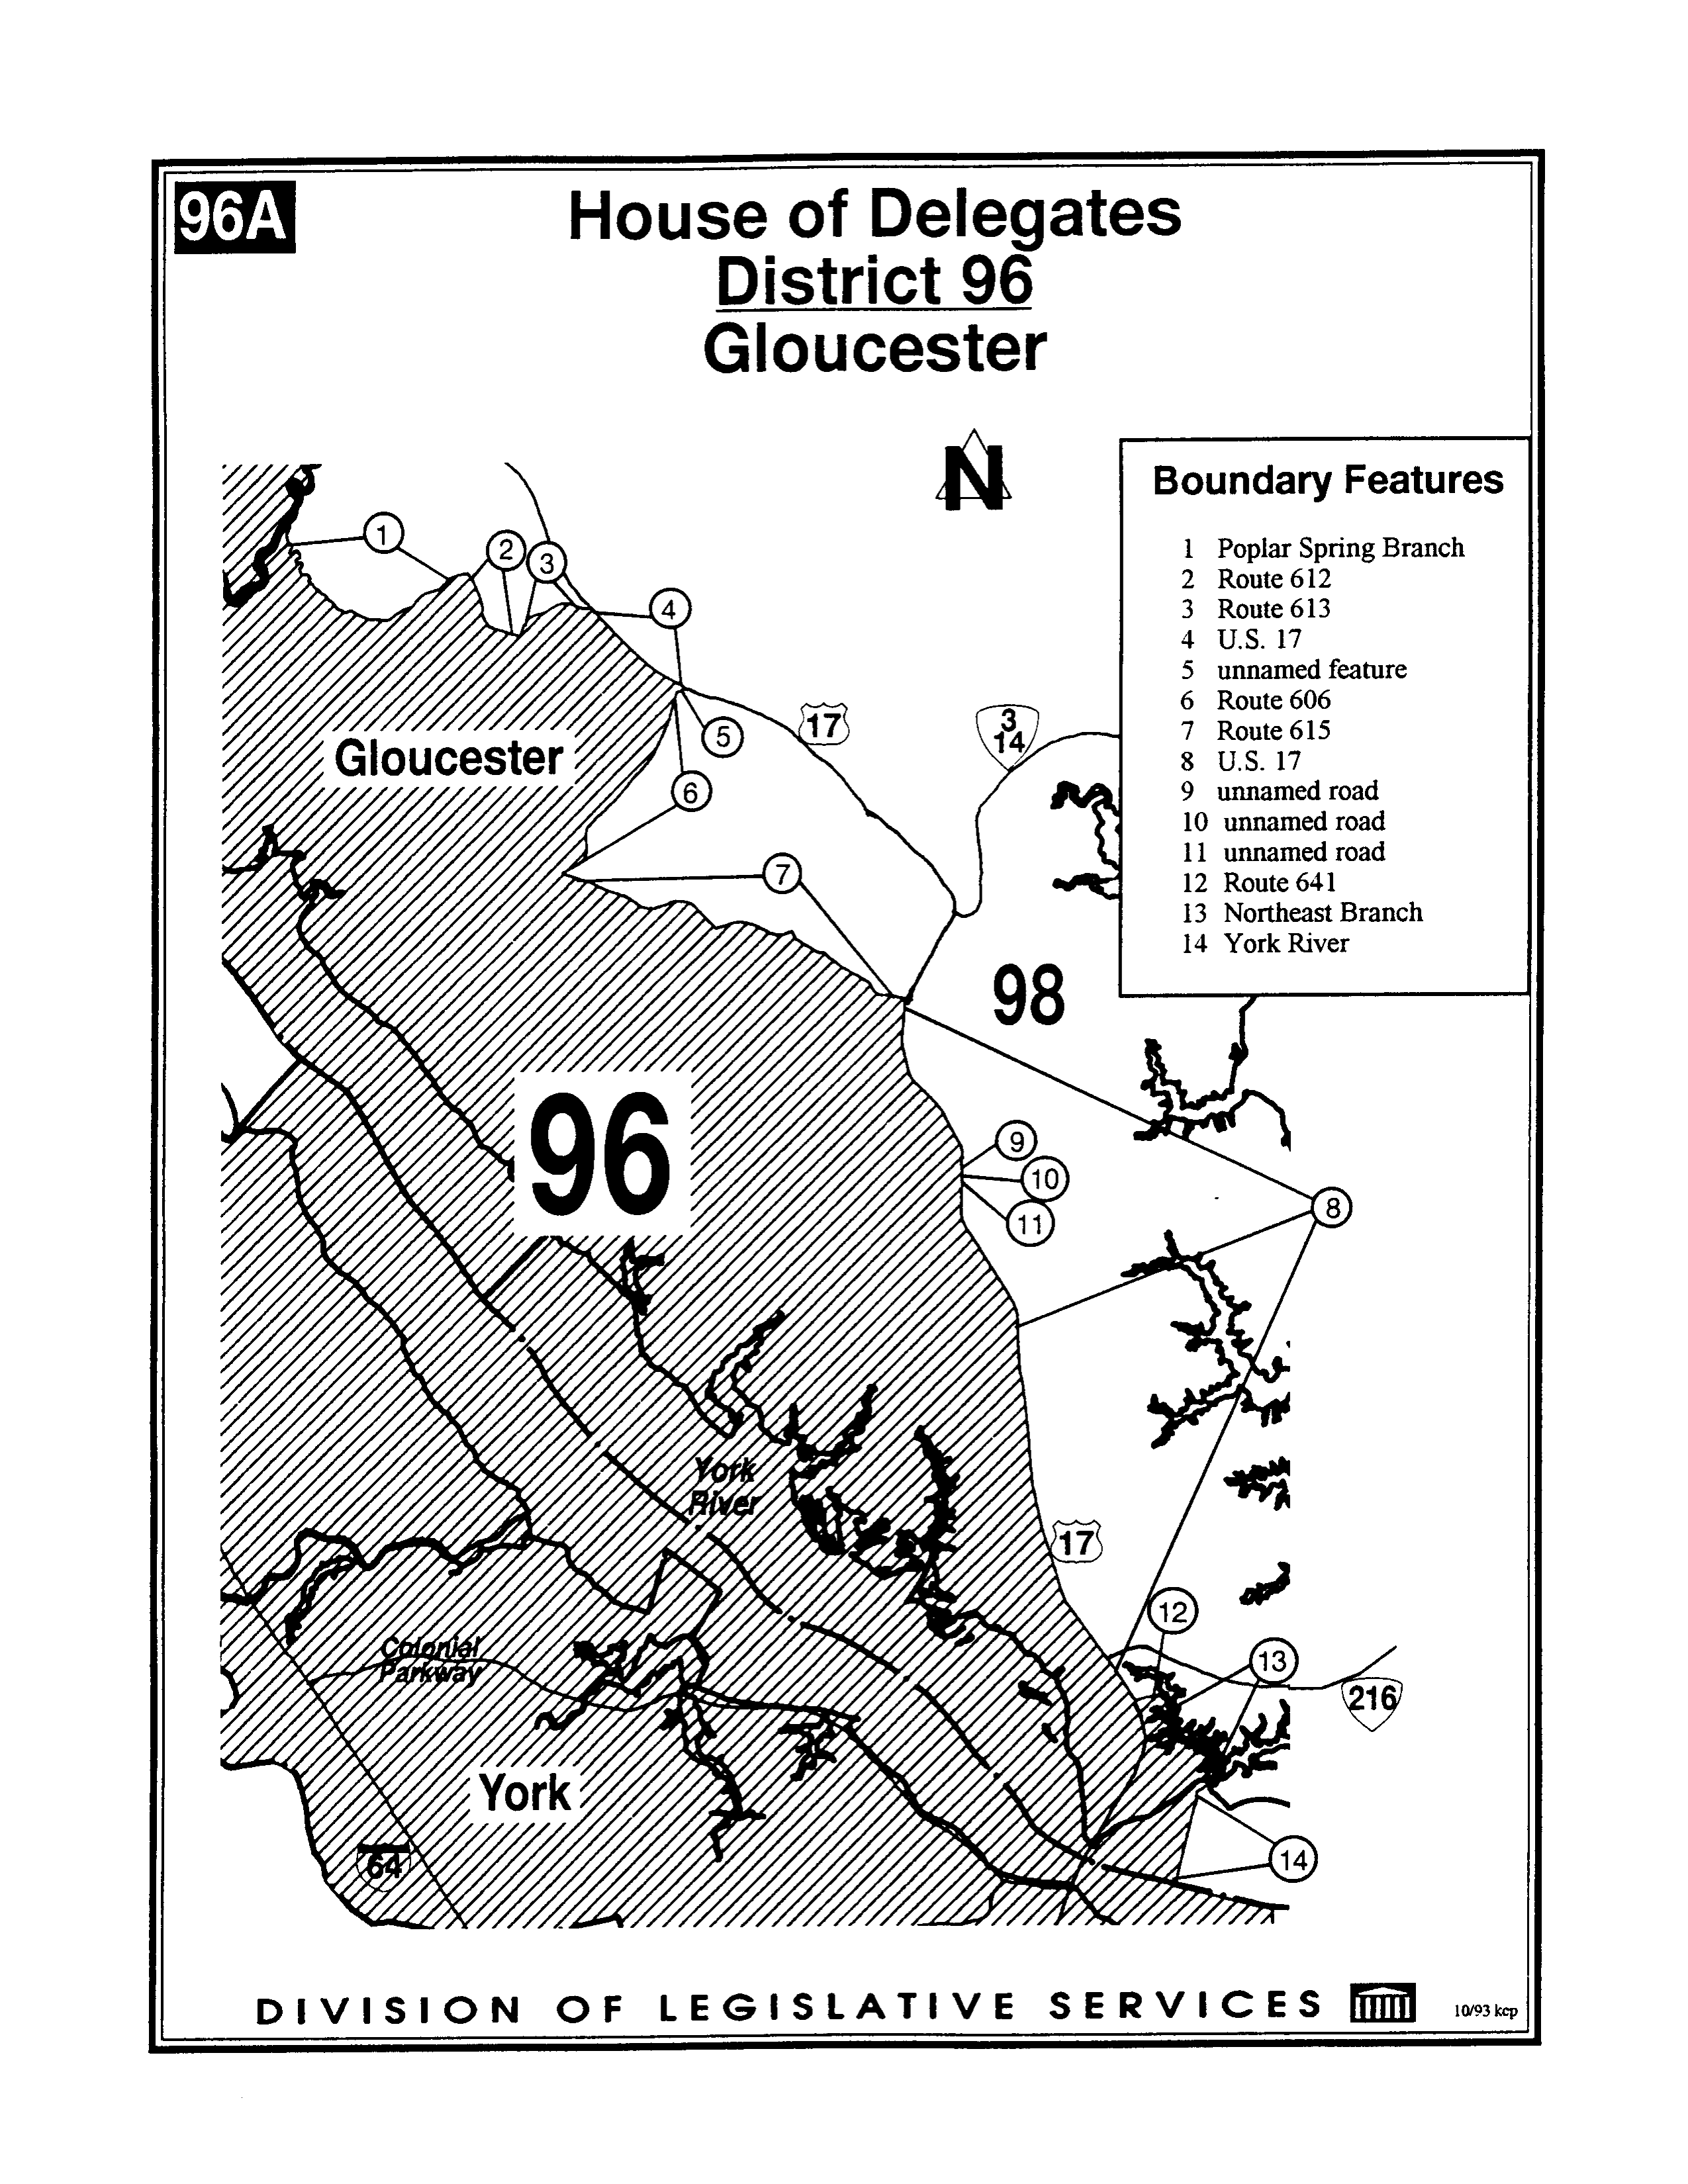 96A
House of Delegates
District 96
Gloucester
N
Boundary Features
1 Poplar Spring Branch
2 Route 612
3 Route 613
4 U.S. 17
5 unnamed feature
6 Route 606
7 Route 615
8 U.S. 17
9 unnamed road
10 unnamed road
11 unnamed road
12 Route 641
13 Northeast Branch
14 York River
1
2
3
4
5
17
3
14
Gloucester
6
7
98
96
9
10
11
8
York
River
17
12
Colonial
Parkway
13
216
York
64
14
DIVISION OF LEGISLATIVE SERVICES
10/93 kcp